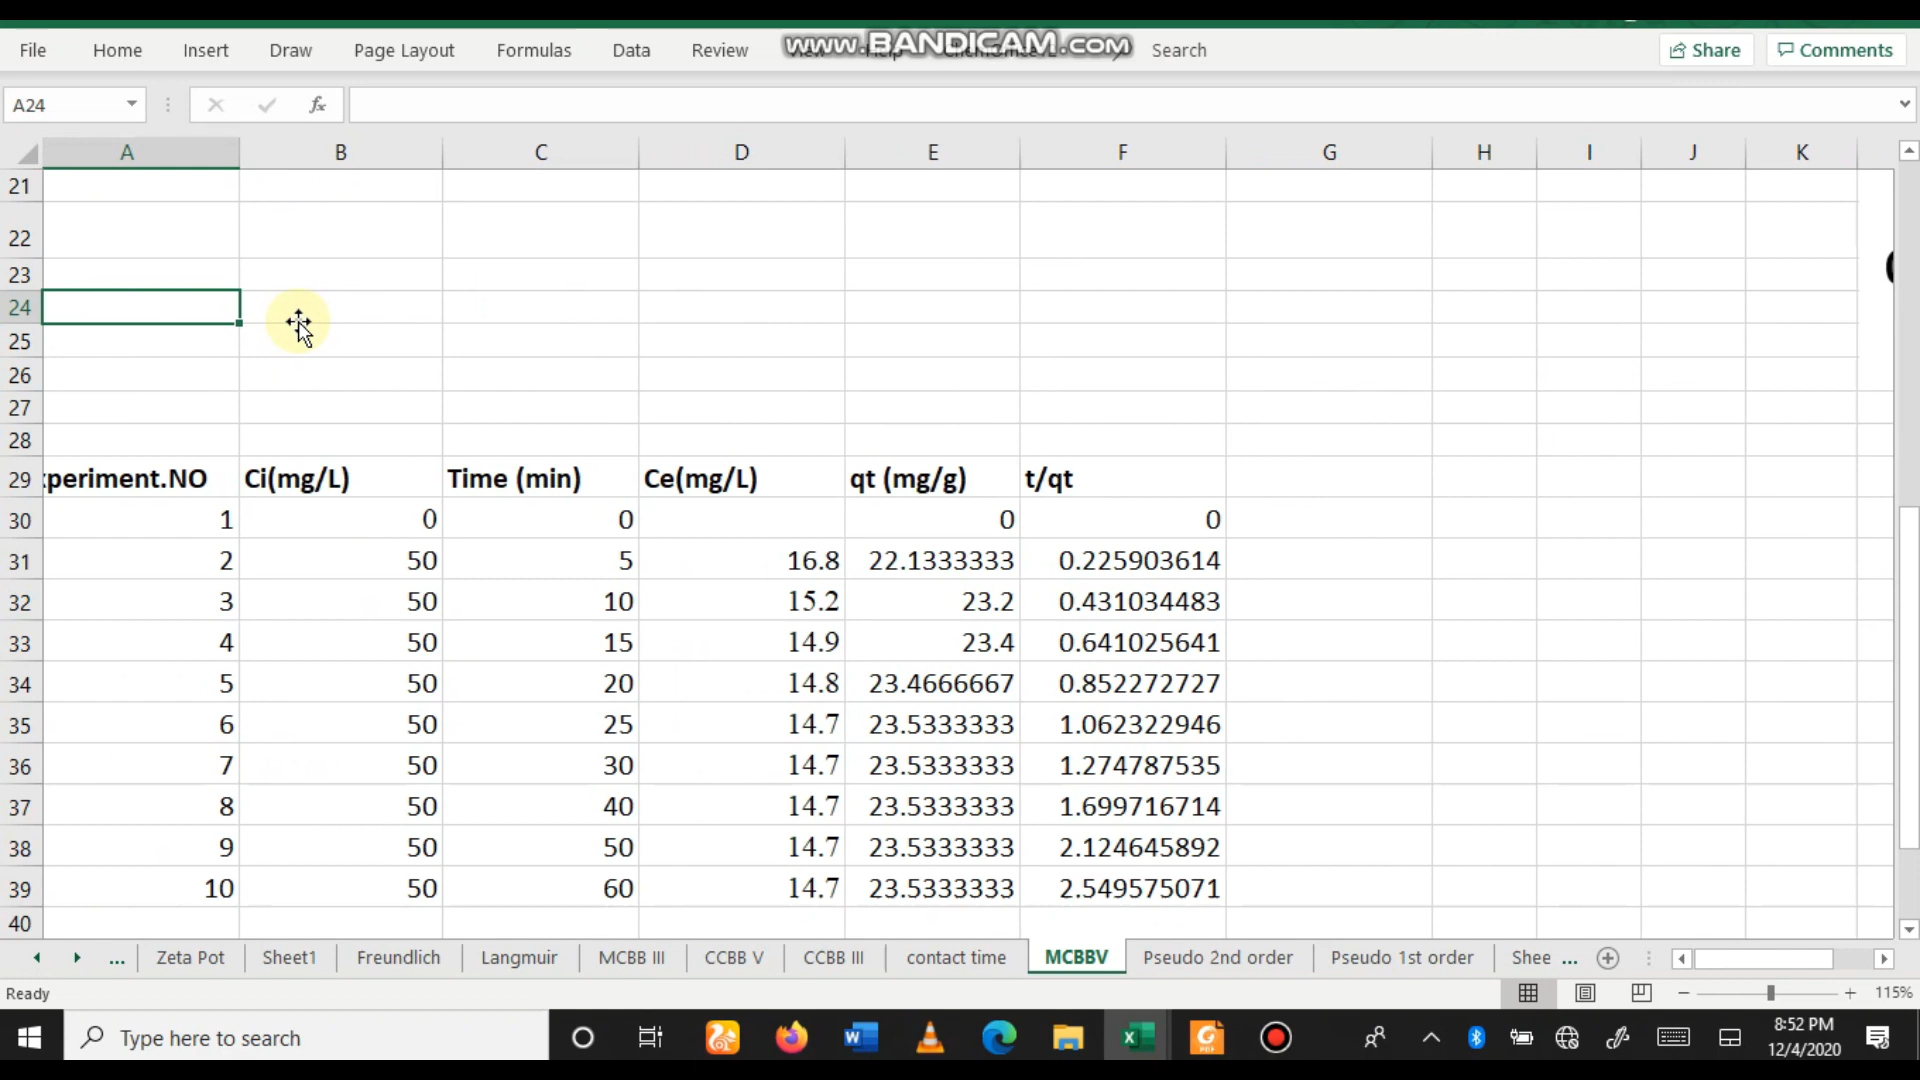 www.BANDICAM.com
File Home Insert Draw Page Layout Formulas Data Review Search Share Comments
A24 fx
A B C D E F G H I J K
21
22
23
24
25
26
27
28
29 xperiment.NO Ci(mg/L) Time (min) Ce(mg/L) qt (mg/g) t/qt
30 1 0 0 0 0
31 2 50 5 16.8 22.1333333 0.225903614
32 3 50 10 15.2 23.2 0.431034483
33 4 50 15 14.9 23.4 0.641025641
34 5 50 20 14.8 23.4666667 0.852272727
35 6 50 25 14.7 23.5333333 1.062322946
36 7 50 30 14.7 23.5333333 1.274787535
37 8 50 40 14.7 23.5333333 1.699716714
38 9 50 50 14.7 23.5333333 2.124645892
39 10 50 60 14.7 23.5333333 2.549575071
40
... Zeta Pot Sheet1 Freundlich Langmuir MCBB III CCBB V CCBB III contact time MCBBV Pseudo 2nd order Pseudo 1st order Shee ...
Ready 115%
Type here to search 8:52 PM
12/4/2020